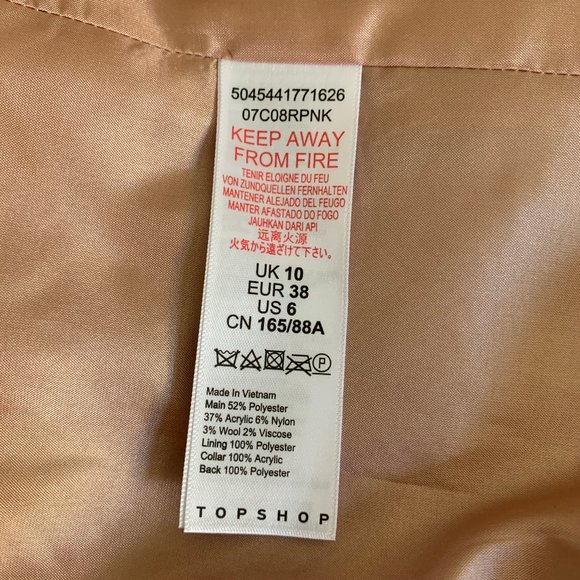 5045441771626
07C08RPNK
KEEP AWAY
FROM FIRE
TENIR ELOIGNE DU FEU
VON ZUNDQUELLEN FERNHALTEN
MANTENER ALEJADO DEL FEUGO
MANTER AFASTADO DO FOGO
JAUHKAN DARI API
远离火源
火気から遠ざけて下さい。
UK 10
EUR 38
US 6
CN 165/88A
P
Made In Vietnam
Main 52% Polyester
37% Acrylic 6% Nylon
3% Wool 2% Viscose
Lining 100% Polyester
Collar 100% Acrylic
Back 100% Polyester
TOPSHOP